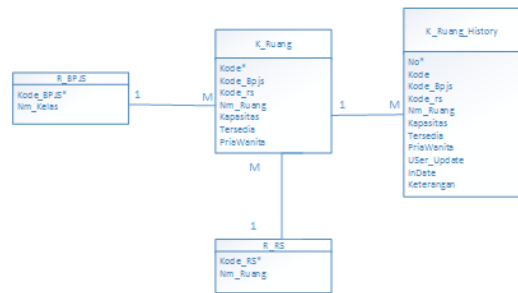 R_BPJS
Kode_BPJS*
Nm_Kelas
1
M
K_Ruang
Kode*
Kode_Bpjs
Kode_rs
Nm_Ruang
Kapasitas
Tersedia
PriaWanita
M
1
M
K_Ruang_History
No*
Kode
Kode_Bpjs
Kode_rs
Nm_Ruang
Kapasitas
Tersedia
PriaWanita
USer_Update
InDate
Keterangan
1
R_RS
Kode_RS*
Nm_Ruang